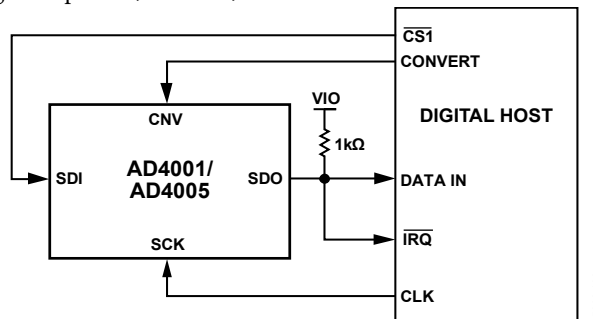 CS1
CONVERT
VIO
CNV
DIGITAL HOST
1kΩ
AD4001/
AD4005
SDI
SDO
DATA IN
SCK
IRQ
CLK